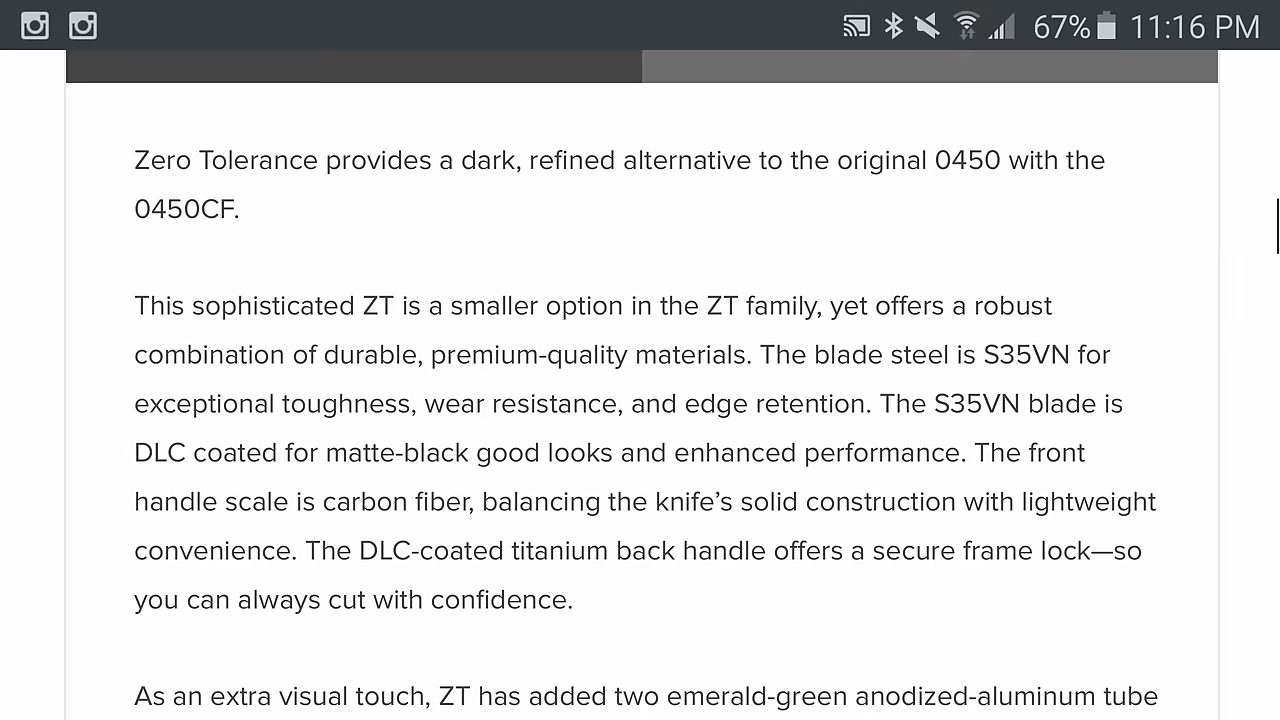 67% 11:16 PM
Zero Tolerance provides a dark, refined alternative to the original 0450 with the
0450CF.
This sophisticated ZT is a smaller option in the ZT family, yet offers a robust
combination of durable, premium-quality materials. The blade steel is S35VN for
exceptional toughness, wear resistance, and edge retention. The S35VN blade is
DLC coated for matte-black good looks and enhanced performance. The front
handle scale is carbon fiber, balancing the knife’s solid construction with lightweight
convenience. The DLC-coated titanium back handle offers a secure frame lock—so
you can always cut with confidence.
As an extra visual touch, ZT has added two emerald-green anodized-aluminum tube